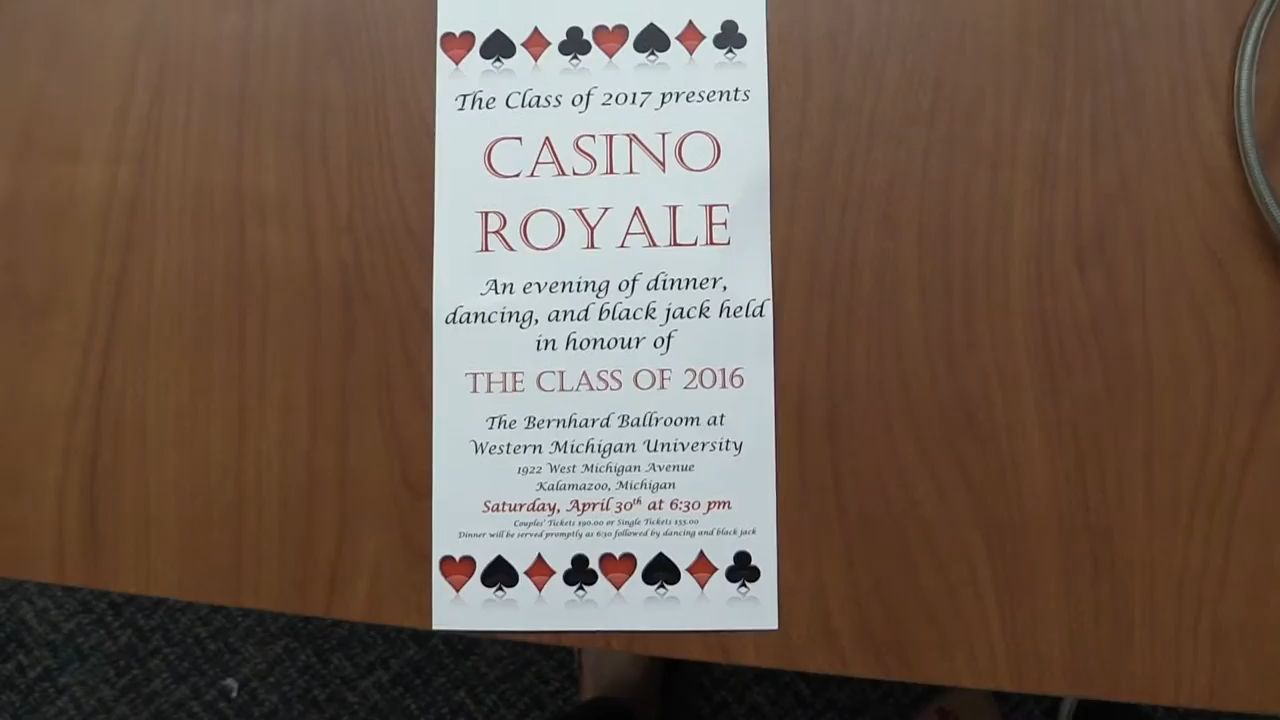 The Class of 2017 presents
CASINO
ROYALE
An evening of dinner,
dancing, and black jack held
in honour of
THE CLASS OF 2016
The Bernhard Ballroom at
Western Michigan University
1922 West Michigan Avenue
Kalamazoo, Michigan
Saturday, April 30th at 6:30 pm
Couples' Tickets $90.00 or Single Tickets $55.00
Dinner will be served promptly as 6:30 followed by dancing and black jack